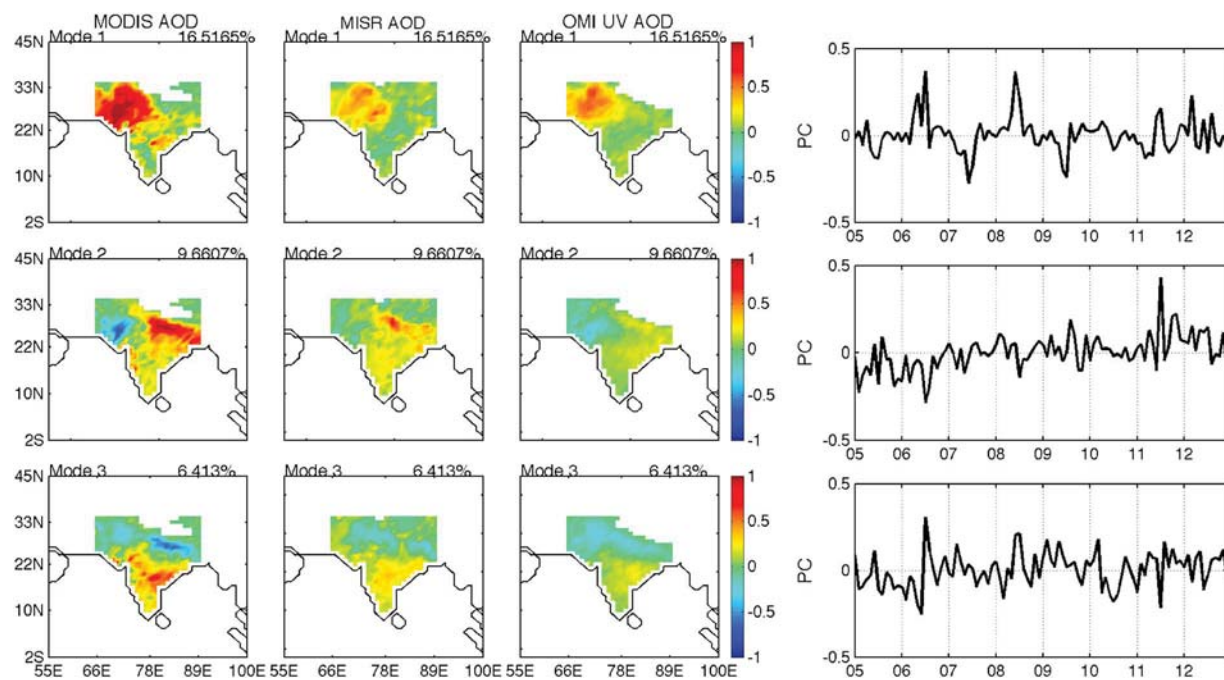 MODIS AOD MISR AOD OMI UV AOD
Mode 1 16 5165% Mode 1 16 5165% Mode 1 16 5165%
45N
33N
22N
10N
2S
1
0.5
0
-0.5
-1
PC
0.5
0
-0.5
05 06 07 08 09 10 11 12
Mode 2 9 6607% Mode 2 9 6607% Mode 2 9 6607%
45N
33N
22N
10N
2S
1
0.5
0
-0.5
-1
PC
0.5
0
-0.5
05 06 07 08 09 10 11 12
Mode 3 6 413% Mode 3 6 413% Mode 3 6 413%
45N
33N
22N
10N
2S
55E 66E 78E 89E 100E 55E 66E 78E 89E 100E 55E 66E 78E 89E 100E
1
0.5
0
-0.5
-1
PC
0.5
0
-0.5
05 06 07 08 09 10 11 12